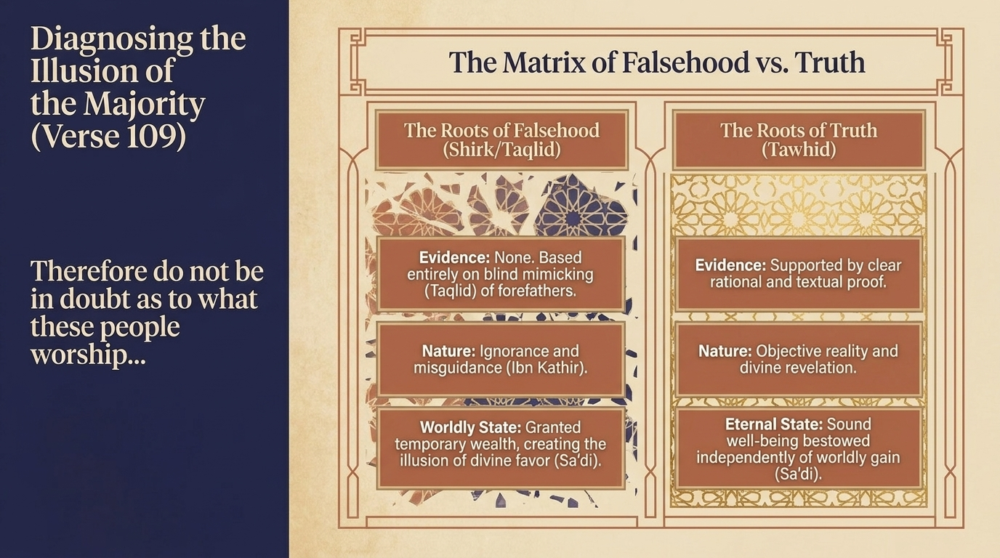 Diagnosing the
Illusion of
the Majority
(Verse 109)
Therefore do not be
in doubt as to what
these people
worship...
The Matrix of Falsehood vs. Truth
The Roots of Falsehood
(Shirk/Taqlid)
Evidence: None. Based
entirely on blind mimicking
(Taqlid) of forefathers.
Nature: Ignorance and
misguidance (Ibn Kathir).
Worldly State: Granted
temporary wealth, creating the
illusion of divine favor (Sa'di).
The Roots of Truth
(Tawhid)
Evidence: Supported by clear
rational and textual proof.
Nature: Objective reality and
divine revelation.
Eternal State: Sound
well-being bestowed
independently of worldly gain
(Sa'di).